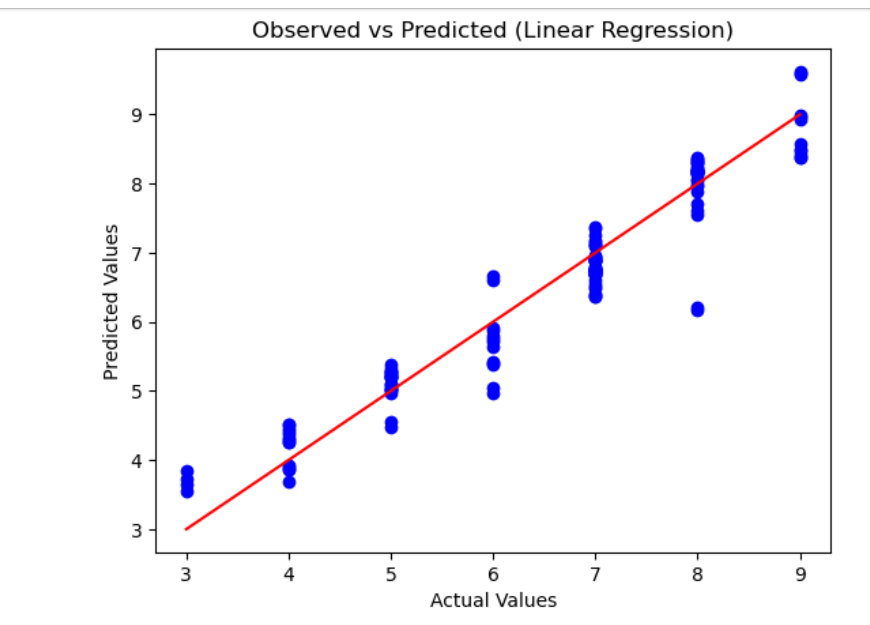 Observed vs Predicted (Linear Regression)
9
8
7
6
5
4
3
Predicted Values
3 4 5 6 7 8 9
Actual Values